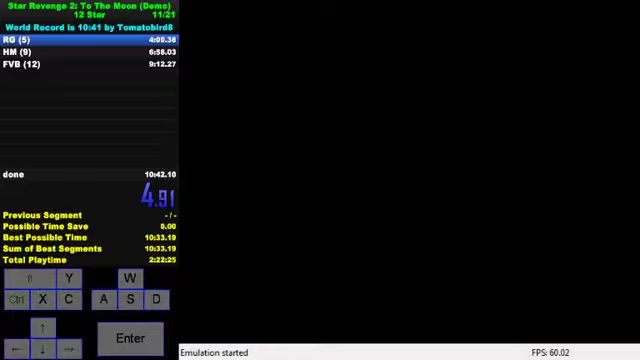 Star Revenge 2: To The Moon (Demo)
12 Star 11/21
World Record is 10:41 by Tomatobird8
RG (5) 4:00.36
HM (9) 6:58.03
FVB (12) 9:12.27
done 10:42.10
4.91
Previous Segment -/-
Possible Time Save 0.00
Best Possible Time 10:33.19
Sum of Best Segments 10:33.19
Total Playtime 2:22:25
Y W
Ctrl X C A S D
↑
← ↓ → Enter
Emulation started FPS: 60.02